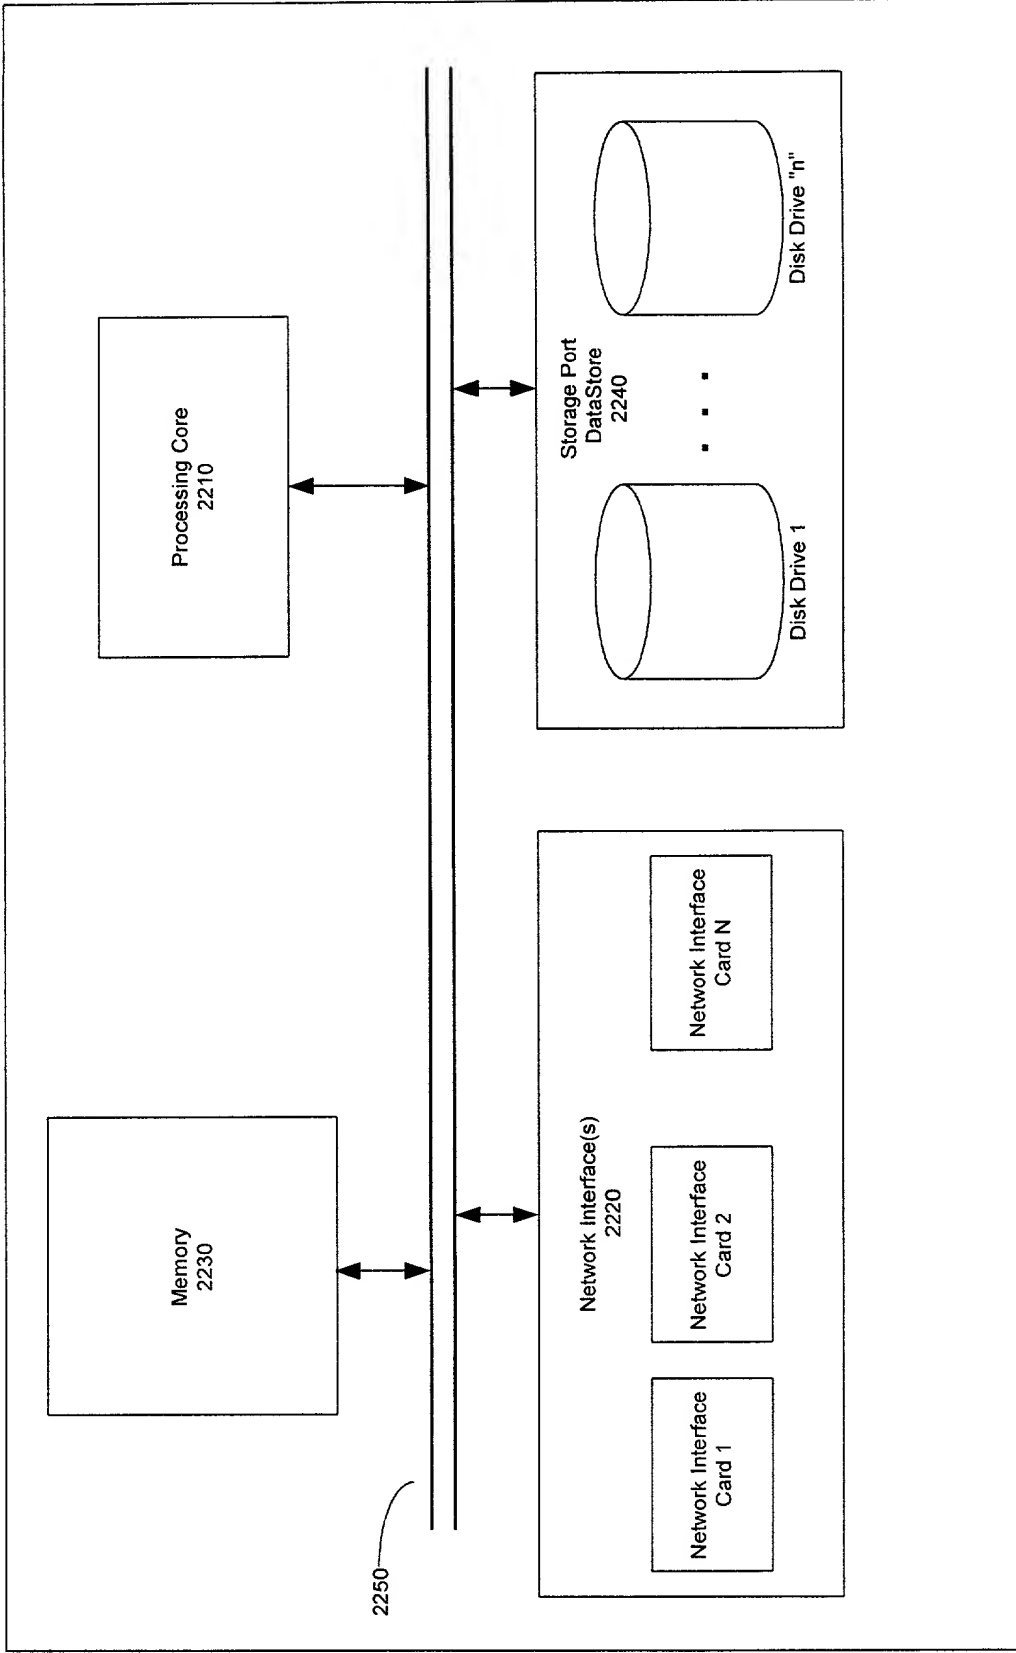 Memory
2230
Processing Core
2210
2250
Network Interface(s)
2220
Network Interface
Card 1
Network Interface
Card 2
Network Interface
Card N
Storage Port
DataStore
2240
Disk Drive 1
. . .
Disk Drive "n"